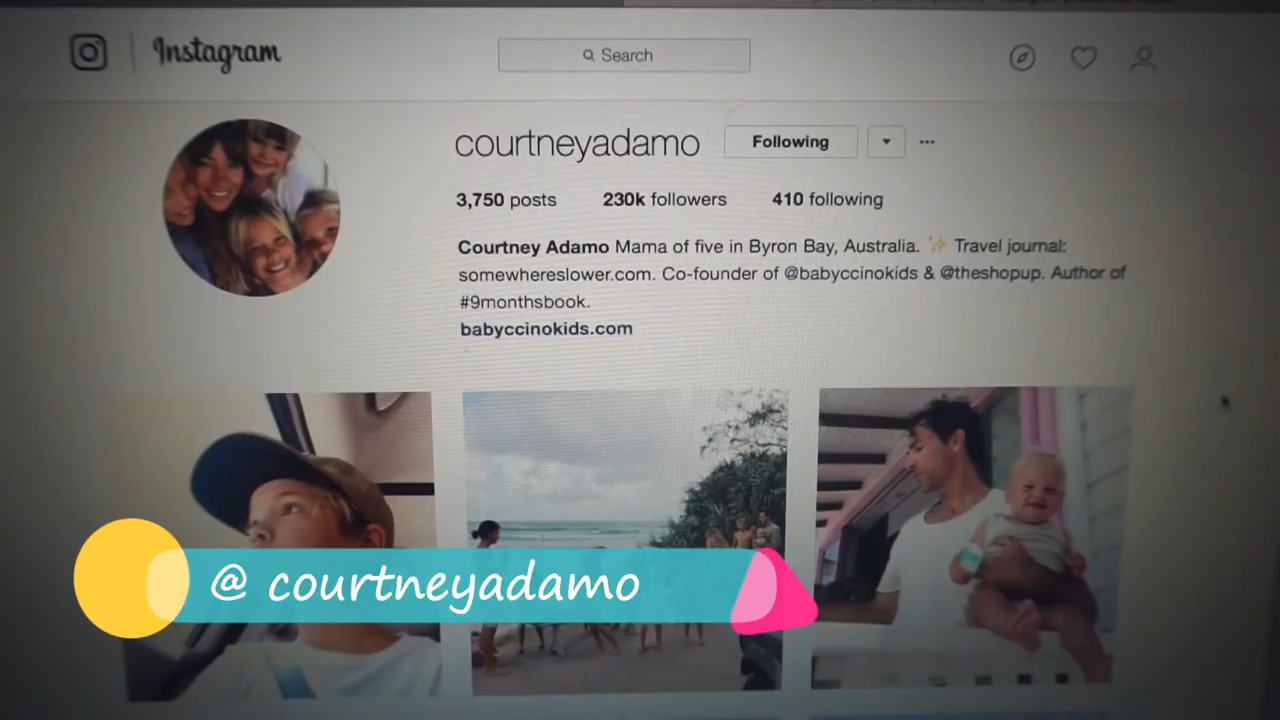 Instagram
Search
courtneyadamo
Following
3,750 posts
230k followers
410 following
Courtney Adamo Mama of five in Byron Bay, Australia. ✨ Travel journal:
somewhereslower.com. Co-founder of @babyccinokids & @theshopup. Author of
#9monthsbook.
babyccinokids.com
@ courtneyadamo